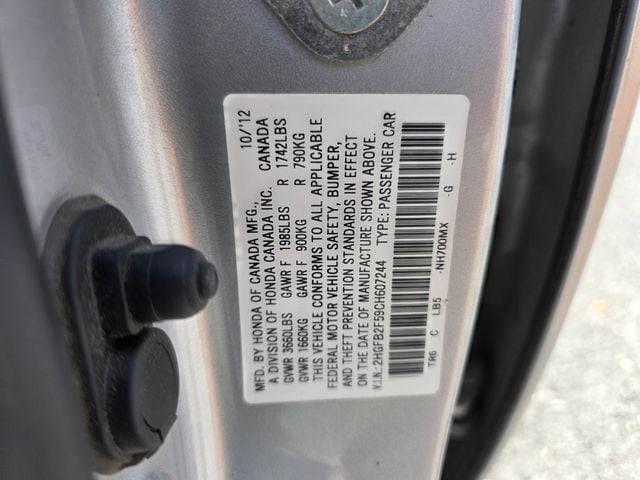 MFD. BY HONDA OF CANADA MFG., 10/'12
A DIVISION OF HONDA CANADA INC. CANADA
GVWR 3660LBS GAWR F 1985LBS R 1742LBS
GVWR 1660KG GAWR F 900KG R 790KG
THIS VEHICLE CONFORMS TO ALL APPLICABLE
FEDERAL MOTOR VEHICLE SAFETY, BUMPER,
AND THEFT PREVENTION STANDARDS IN EFFECT
ON THE DATE OF MANUFACTURE SHOWN ABOVE.
V.I.N.: 2HGFB2F59CH607244 TYPE: PASSENGER CAR
TR6 C LB5 -NH700MX -G -H